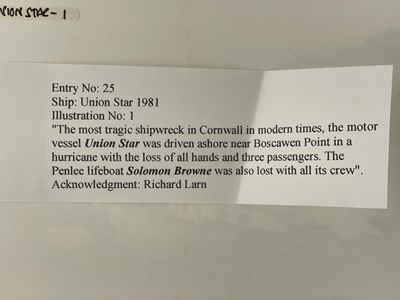 UNION STAR - 1
Entry No: 25
Ship: Union Star 1981
Illustration No: 1
"The most tragic shipwreck in Cornwall in modern times, the motor
vessel Union Star was driven ashore near Boscawen Point in a
hurricane with the loss of all hands and three passengers. The
Penlee lifeboat Solomon Browne was also lost with all its crew".
Acknowledgment: Richard Larn